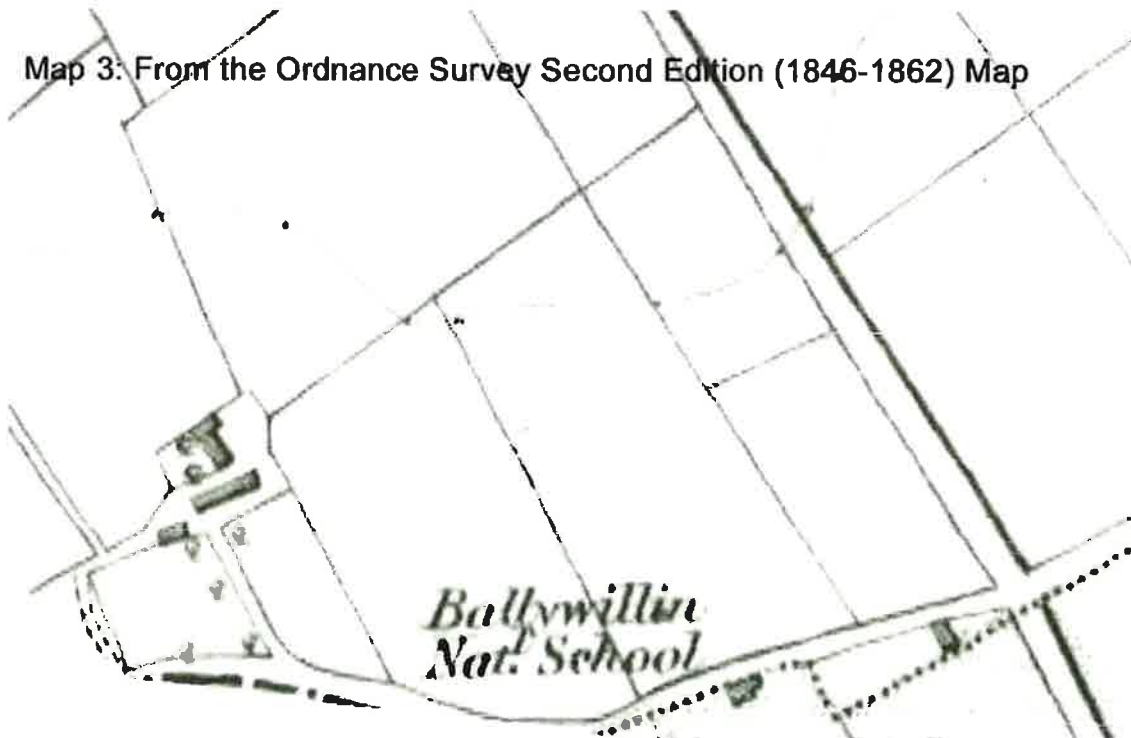 Map 3: From the Ordnance Survey Second Edition (1846-1862) Map
Ballywillin
Nat. School